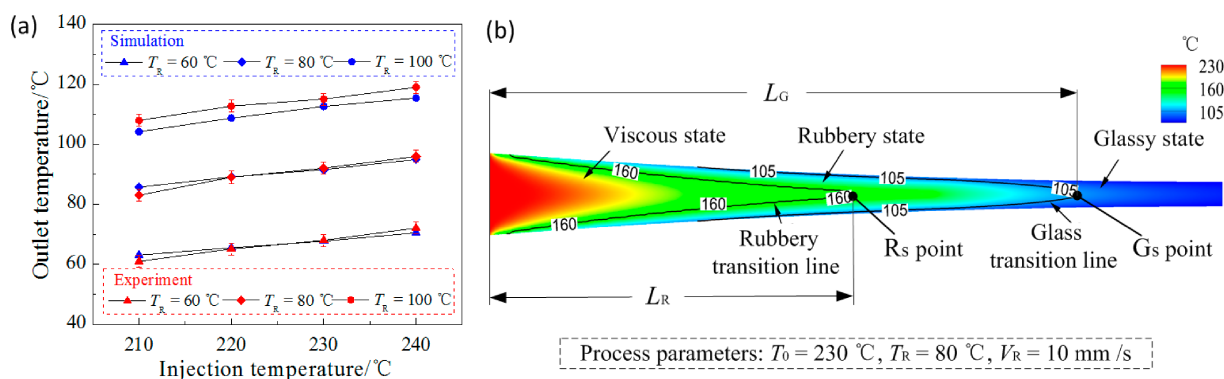 (a)
140
120
100
80
60
40
Outlet temperature/℃
Simulation
T_R = 60 ℃ T_R = 80 ℃ T_R = 100 ℃
Experiment
T_R = 60 ℃ T_R = 80 ℃ T_R = 100 ℃
210 220 230 240
Injection temperature/℃
(b)
℃
230
160
105
L_G
Viscous state
Rubbery state
Glassy state
160
105
105
160
105
160
160
105
Rubbery
transition line
Rs point
Glass
transition line
Gs point
L_R
Process parameters: T_0 = 230 ℃, T_R = 80 ℃, V_R = 10 mm /s